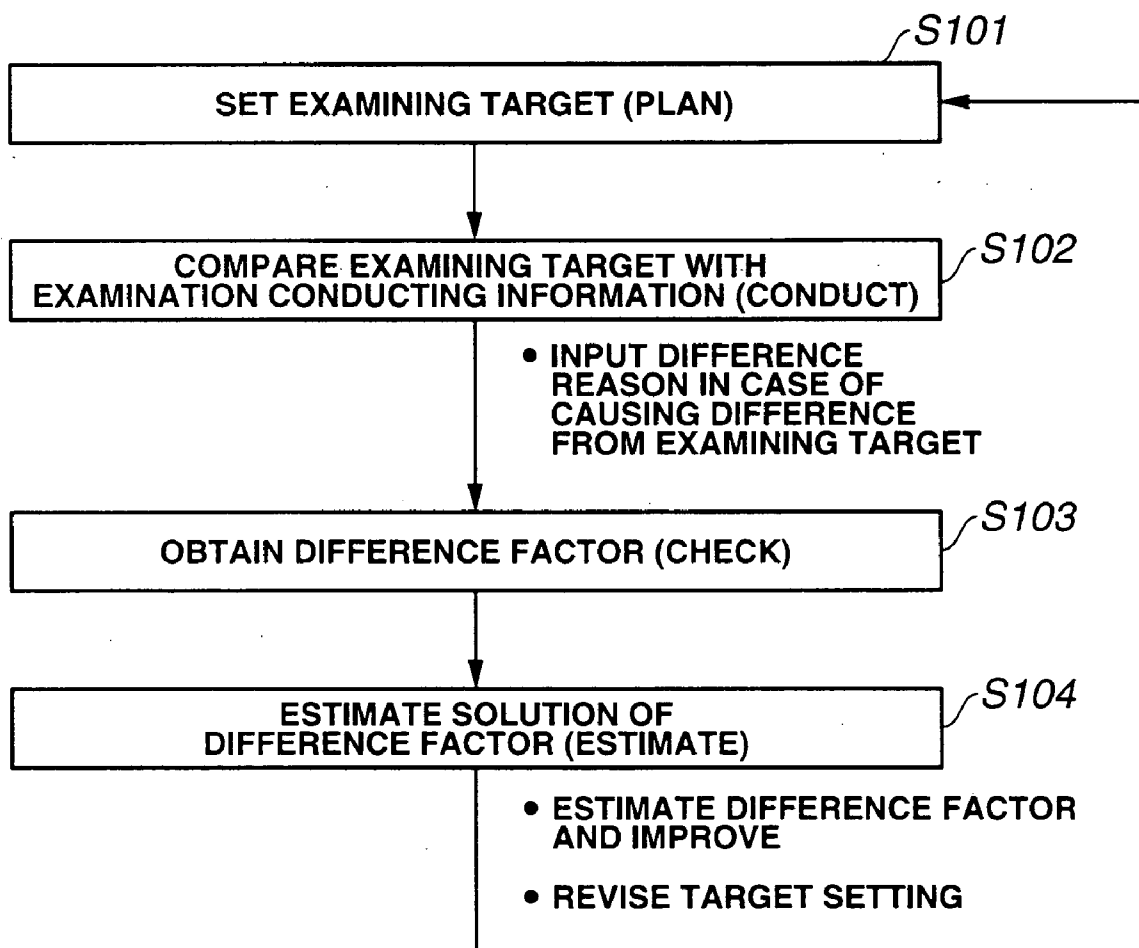 S101
SET EXAMINING TARGET (PLAN)
S102
COMPARE EXAMINING TARGET WITH
EXAMINATION CONDUCTING INFORMATION (CONDUCT)
• INPUT DIFFERENCE
REASON IN CASE OF
CAUSING DIFFERENCE
FROM EXAMINING TARGET
S103
OBTAIN DIFFERENCE FACTOR (CHECK)
S104
ESTIMATE SOLUTION OF
DIFFERENCE FACTOR (ESTIMATE)
• ESTIMATE DIFFERENCE FACTOR
AND IMPROVE
• REVISE TARGET SETTING